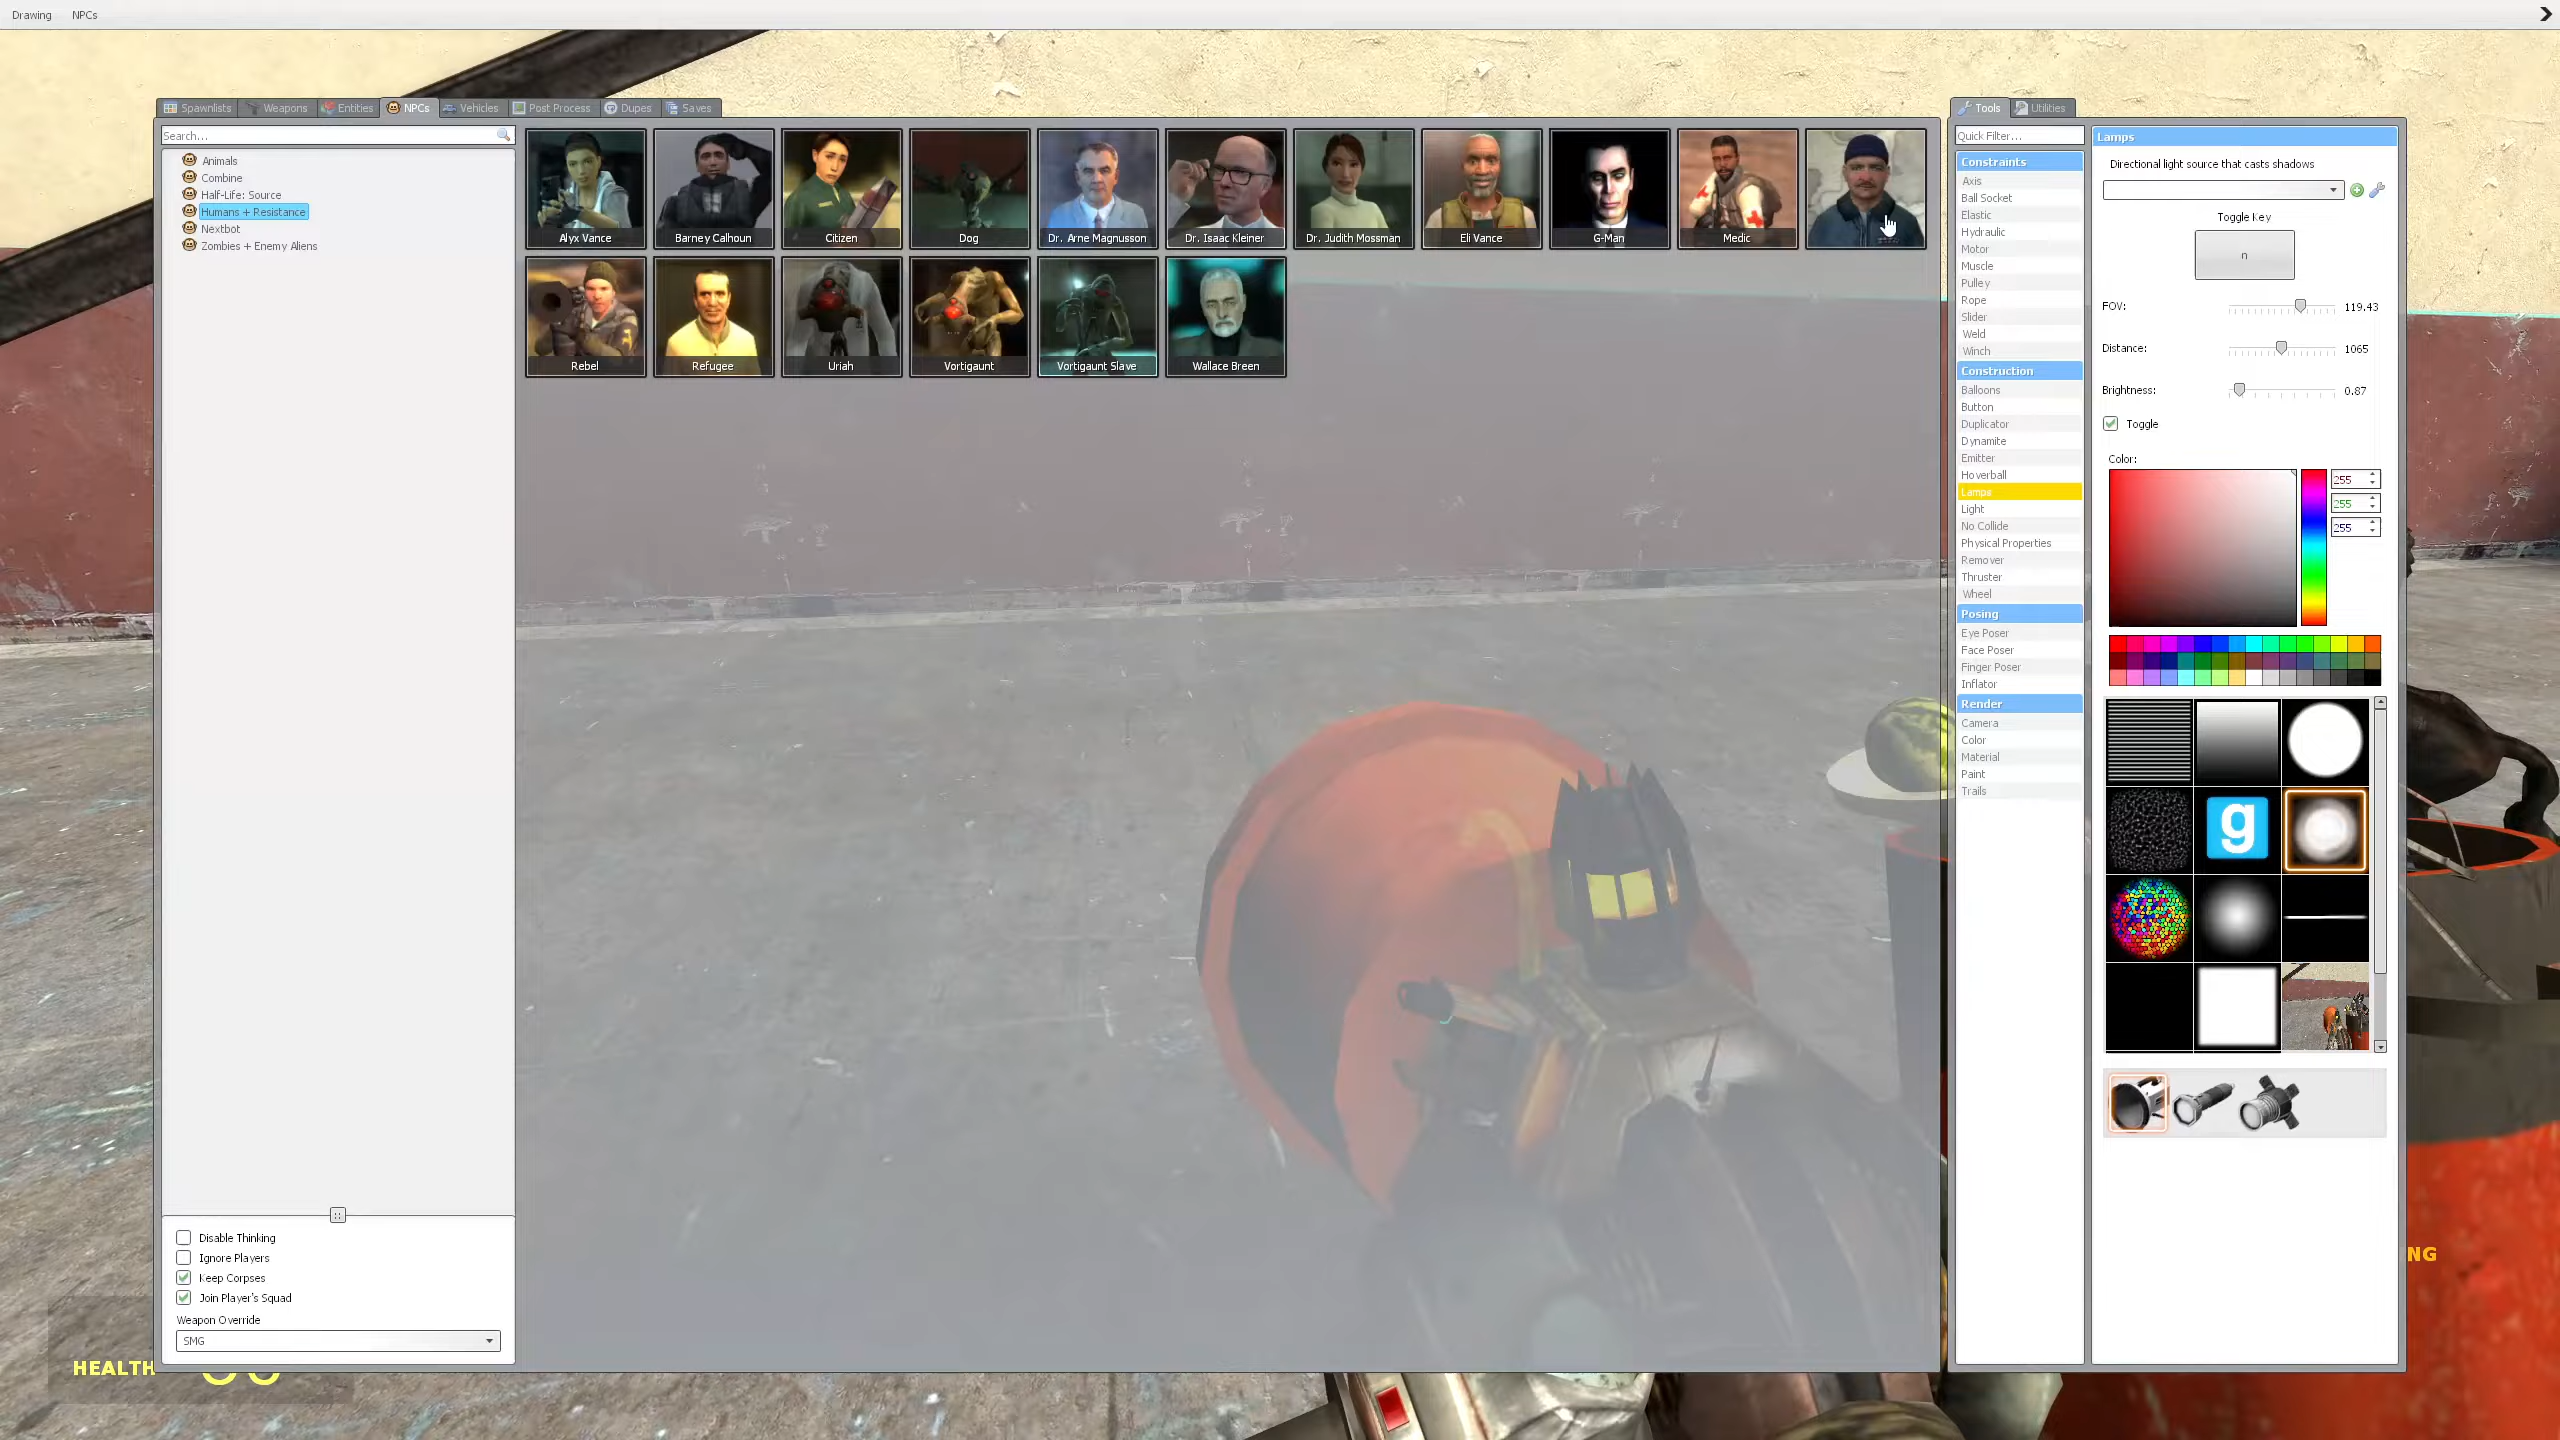 Drawing NPCs
Spawnlists Weapons Entities NPCs Vehicles Post Process Dupes Saves
Search...
Animals
Combine
Half-Life: Source
Humans + Resistance
Nextbot
Zombies + Enemy Aliens
Alyx Vance
Barney Calhoun
Citizen
Dog
Dr. Arne Magnusson
Dr. Isaac Kleiner
Dr. Judith Mossman
Eli Vance
G-Man
Medic
Rebel
Refugee
Uriah
Vortigaunt
Vortigaunt Slave
Wallace Breen
Disable Thinking
Ignore Players
Keep Corpses
Join Player's Squad
Weapon Override
SMG
HEALTH
Tools Utilities
Quick Filter...
Constraints
Axis
Ball Socket
Elastic
Hydraulic
Motor
Muscle
Pulley
Rope
Slider
Weld
Winch
Construction
Balloons
Button
Duplicator
Dynamite
Emitter
Hoverball
Lamps
Light
No Collide
Physical Properties
Remover
Thruster
Wheel
Posing
Eye Poser
Face Poser
Finger Poser
Inflator
Render
Camera
Color
Material
Paint
Trails
Lamps
Directional light source that casts shadows
Toggle Key
n
FOV: 119.43
Distance: 1065
Brightness: 0.87
Toggle
Color:
255
255
255
g
NG